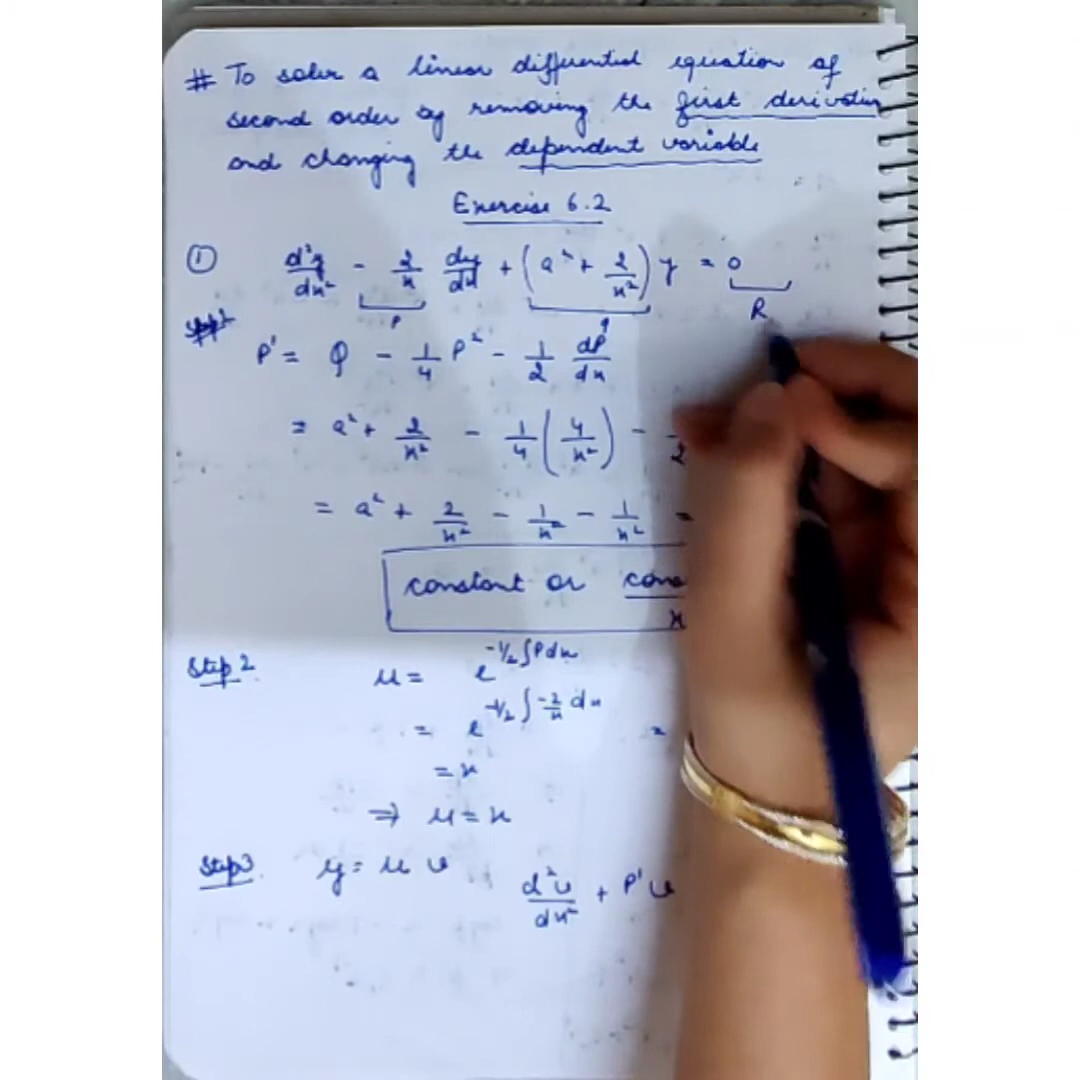 # To solve a linear differential equation of
second order by removing the first derivative
and changing the dependent variable
Exercise 6.2
① d²y/dx² - 2/x dy/dx + (a² + 2/x²) y = 0
P Q R
Step 1
P' = Q - 1/4 P² - 1/2 dP/dx
= a² + 2/x² - 1/4 (4/x²) -
= a² + 2/x² - 1/x² - 1/x² =
constant or cons
x
Step 2 u = e^(-1/2 ∫P dx)
= e^(-1/2 ∫ -2/x dx) =
= x
⇒ u = x
Step 3 y = u v d²v/dx² + P'v